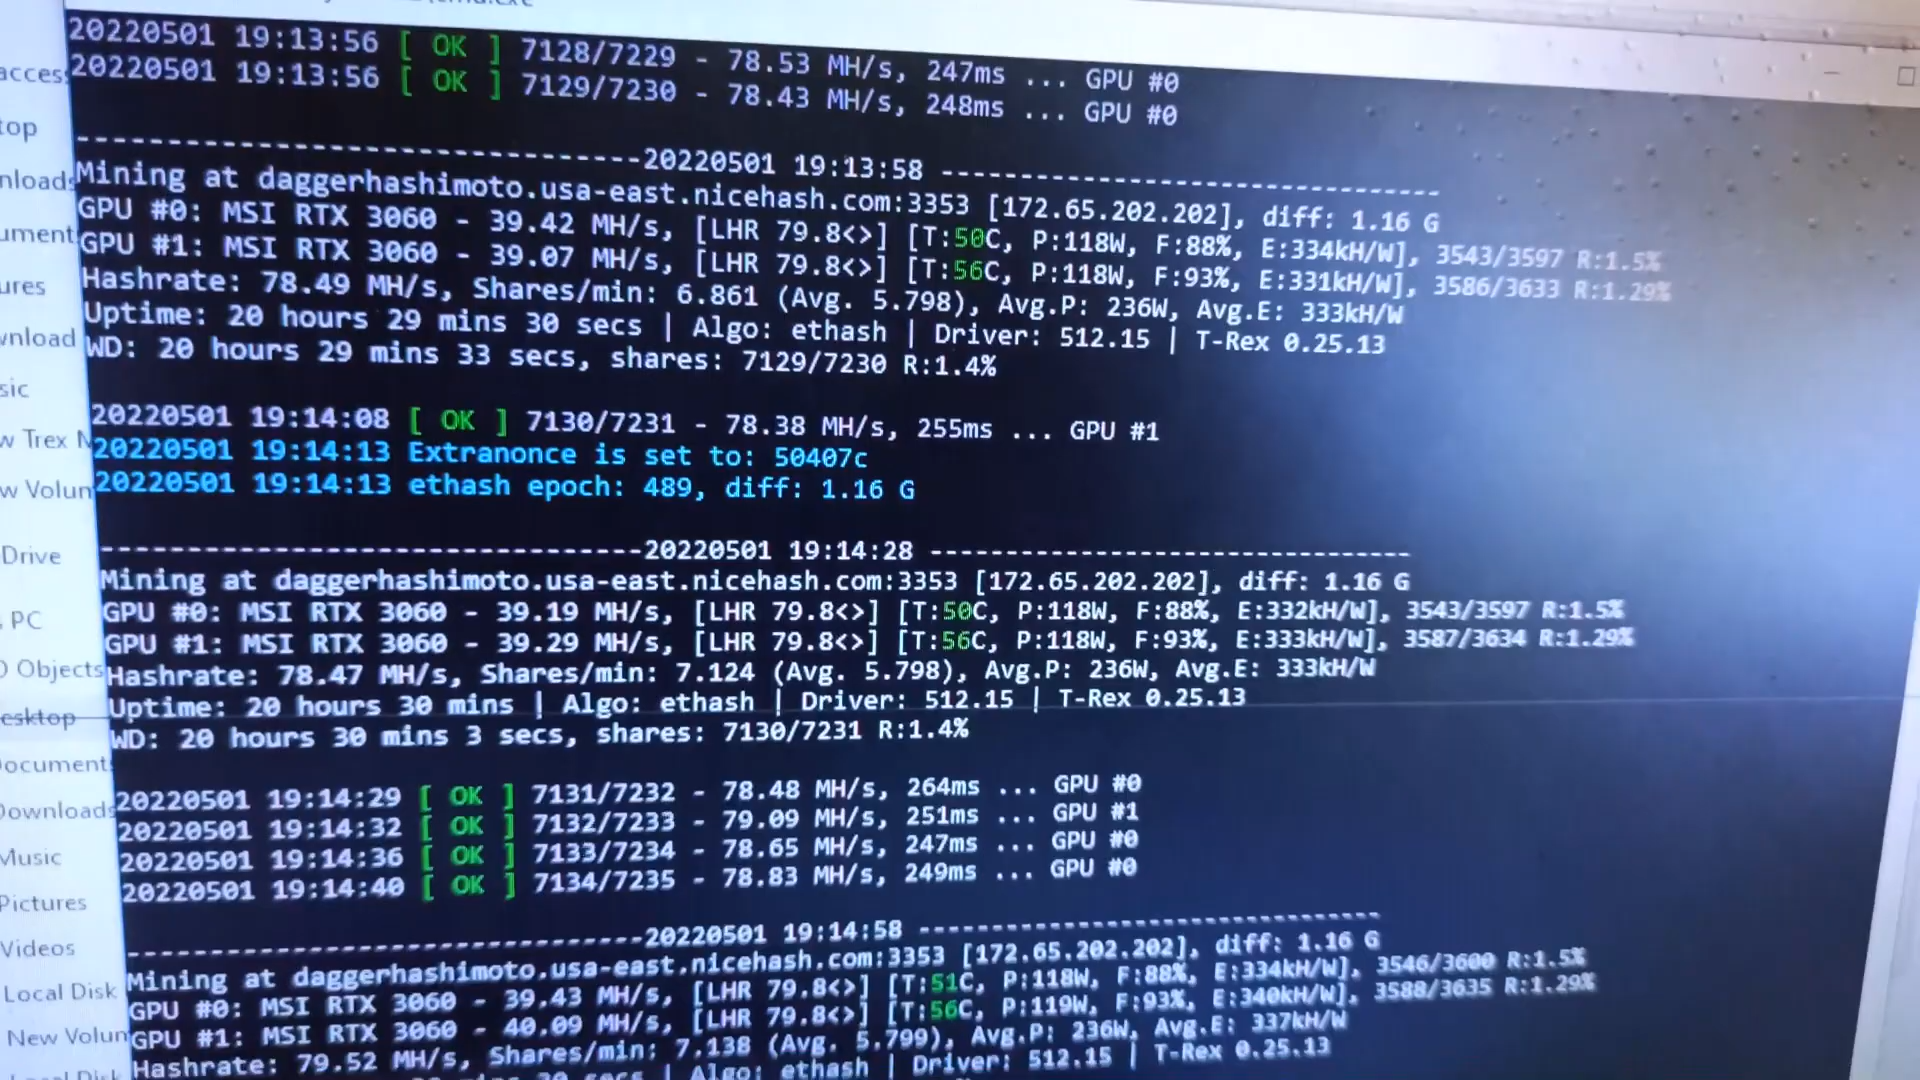 20220501 19:13:56 [ OK ] 7128/7229 - 78.53 MH/s, 247ms ... GPU #0
20220501 19:13:56 [ OK ] 7129/7230 - 78.43 MH/s, 248ms ... GPU #0
-------------------------------20220501 19:13:58 ---------------------------------
Mining at daggerhashimoto.usa-east.nicehash.com:3353 [172.65.202.202], diff: 1.16 G
GPU #0: MSI RTX 3060 - 39.42 MH/s, [LHR 79.8<>] [T:50C, P:118W, F:88%, E:334kH/W], 3543/3597 R:1.5%
GPU #1: MSI RTX 3060 - 39.07 MH/s, [LHR 79.8<>] [T:56C, P:118W, F:93%, E:331kH/W], 3586/3633 R:1.29%
Hashrate: 78.49 MH/s, Shares/min: 6.861 (Avg. 5.798), Avg.P: 236W, Avg.E: 333kH/W
Uptime: 20 hours 29 mins 30 secs | Algo: ethash | Driver: 512.15 | T-Rex 0.25.13
WD: 20 hours 29 mins 33 secs, shares: 7129/7230 R:1.4%
20220501 19:14:08 [ OK ] 7130/7231 - 78.38 MH/s, 255ms ... GPU #1
20220501 19:14:13 Extranonce is set to: 50407c
20220501 19:14:13 ethash epoch: 489, diff: 1.16 G
-------------------------------20220501 19:14:28 ---------------------------------
Mining at daggerhashimoto.usa-east.nicehash.com:3353 [172.65.202.202], diff: 1.16 G
GPU #0: MSI RTX 3060 - 39.19 MH/s, [LHR 79.8<>] [T:50C, P:118W, F:88%, E:332kH/W], 3543/3597 R:1.5%
GPU #1: MSI RTX 3060 - 39.29 MH/s, [LHR 79.8<>] [T:56C, P:118W, F:93%, E:333kH/W], 3587/3634 R:1.29%
Hashrate: 78.47 MH/s, Shares/min: 7.124 (Avg. 5.798), Avg.P: 236W, Avg.E: 333kH/W
Uptime: 20 hours 30 mins | Algo: ethash | Driver: 512.15 | T-Rex 0.25.13
WD: 20 hours 30 mins 3 secs, shares: 7130/7231 R:1.4%
20220501 19:14:29 [ OK ] 7131/7232 - 78.48 MH/s, 264ms ... GPU #0
20220501 19:14:32 [ OK ] 7132/7233 - 79.09 MH/s, 251ms ... GPU #1
20220501 19:14:36 [ OK ] 7133/7234 - 78.65 MH/s, 247ms ... GPU #0
20220501 19:14:40 [ OK ] 7134/7235 - 78.83 MH/s, 249ms ... GPU #0
-------------------------------20220501 19:14:58 ---------------------------------
Mining at daggerhashimoto.usa-east.nicehash.com:3353 [172.65.202.202], diff: 1.16 G
GPU #0: MSI RTX 3060 - 39.43 MH/s, [LHR 79.8<>] [T:51C, P:118W, F:88%, E:334kH/W], 3546/3600 R:1.5%
GPU #1: MSI RTX 3060 - 40.09 MH/s, [LHR 79.8<>] [T:56C, P:119W, F:93%, E:340kH/W], 3588/3635 R:1.29%
Hashrate: 79.52 MH/s, Shares/min: 7.138 (Avg. 5.799), Avg.P: 236W, Avg.E: 337kH/W
Algo: ethash | Driver: 512.15 | T-Rex 0.25.13
acces
top
nloads
ument
ures
wnload
sic
w Trex N
w Volun
Drive
PC
D Objects
esktop
ocument
ownloads
Music
Pictures
Videos
Local Disk
New Volun